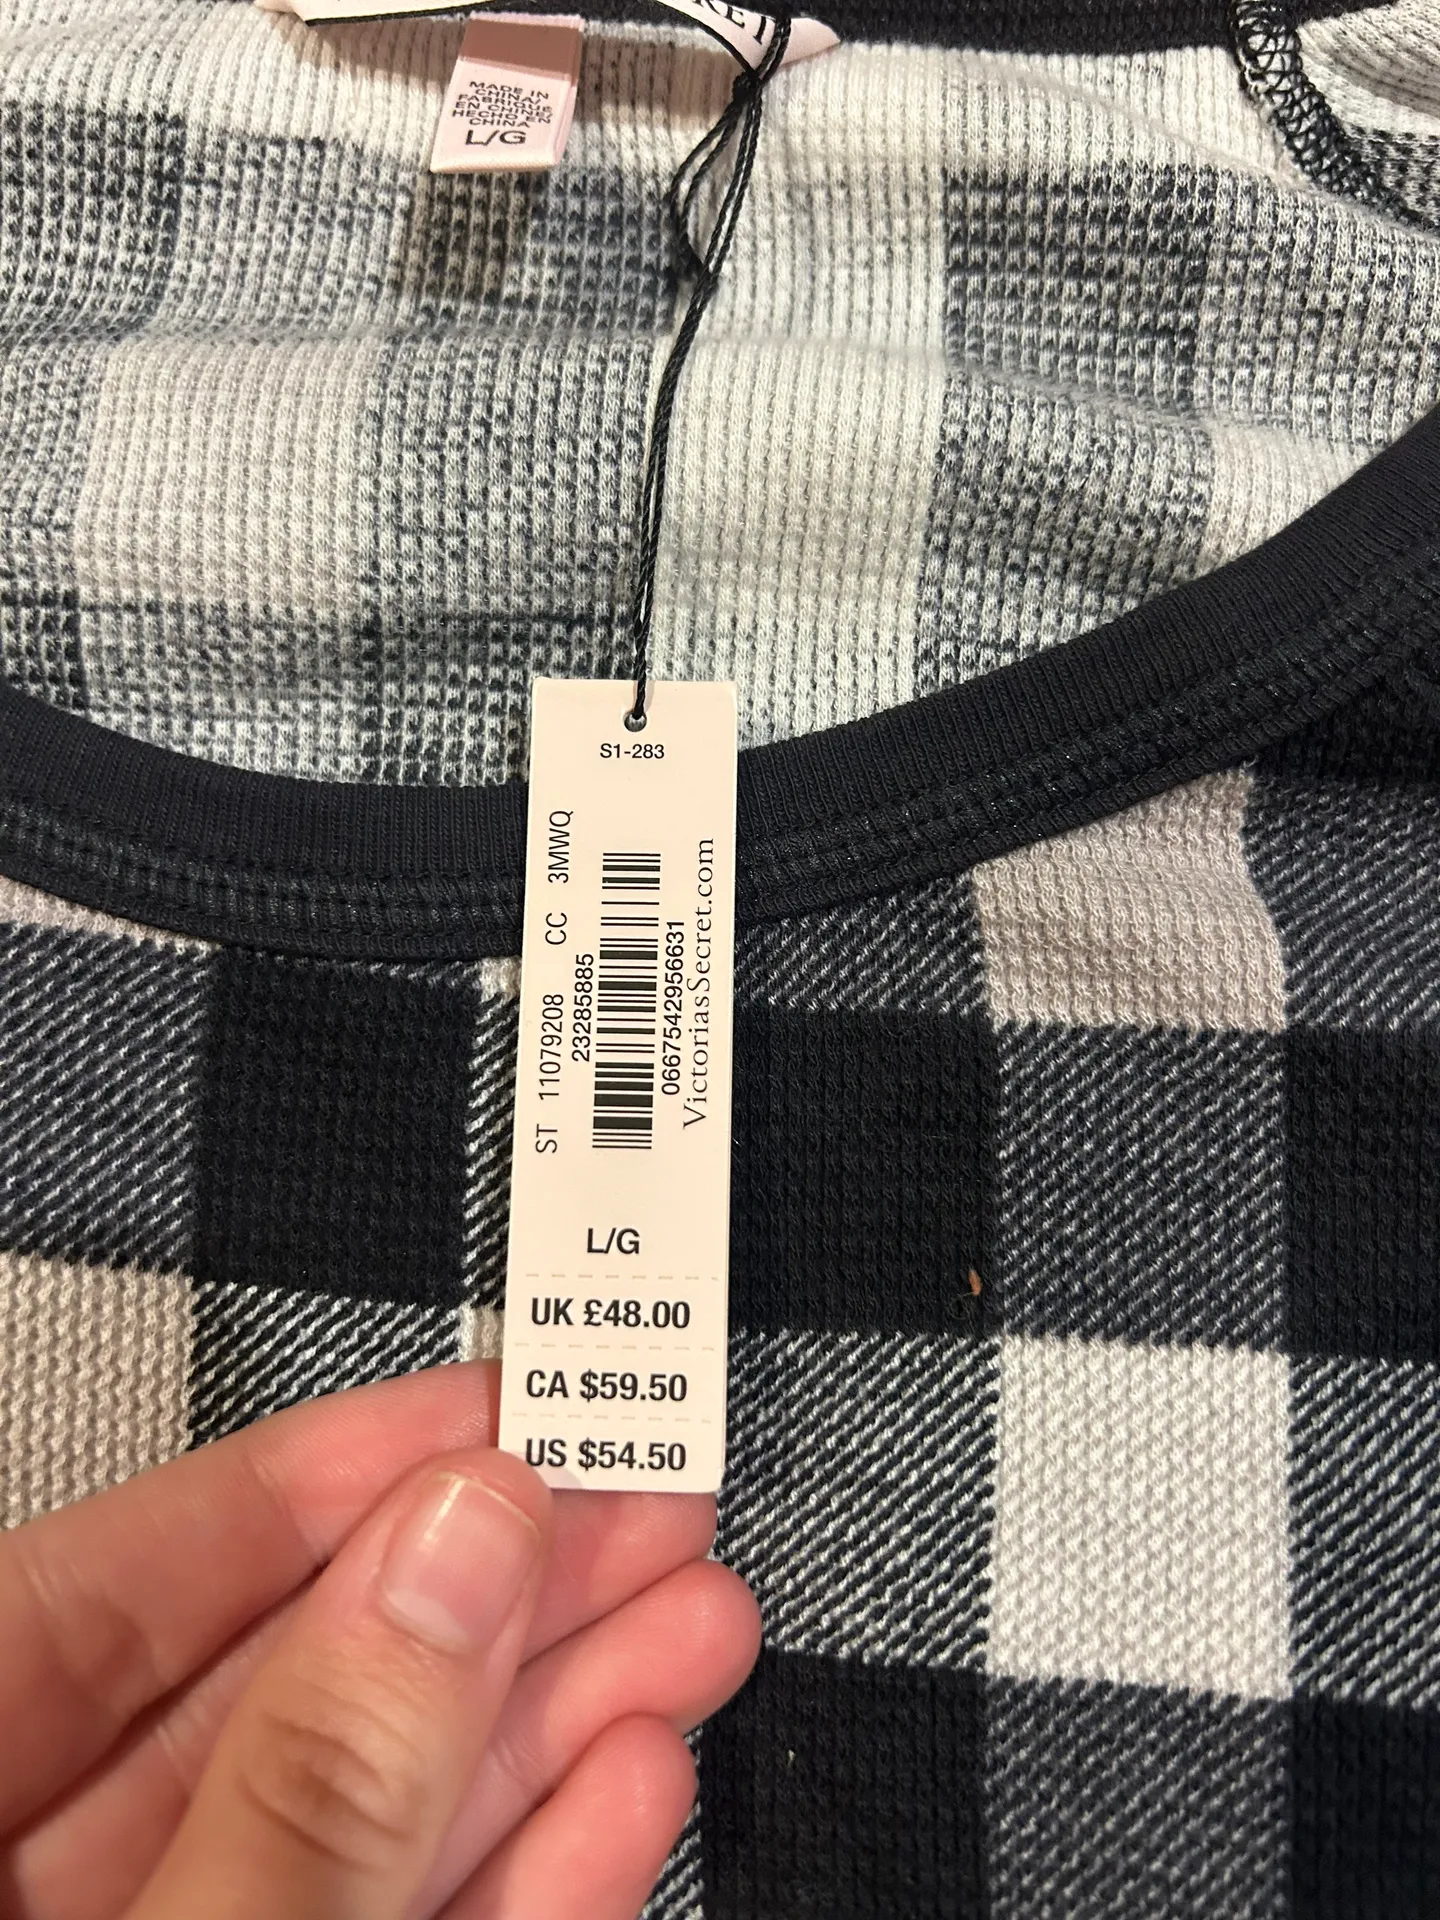 MADE IN
CHINA/
FABRIQUÉ
EN CHINE/
HECHO EN
CHINA
L/G
S1-283
ST 11079208 CC 3MWQ
23285885
0667542956631
VictoriasSecret.com
L/G
UK £48.00
CA $59.50
US $54.50